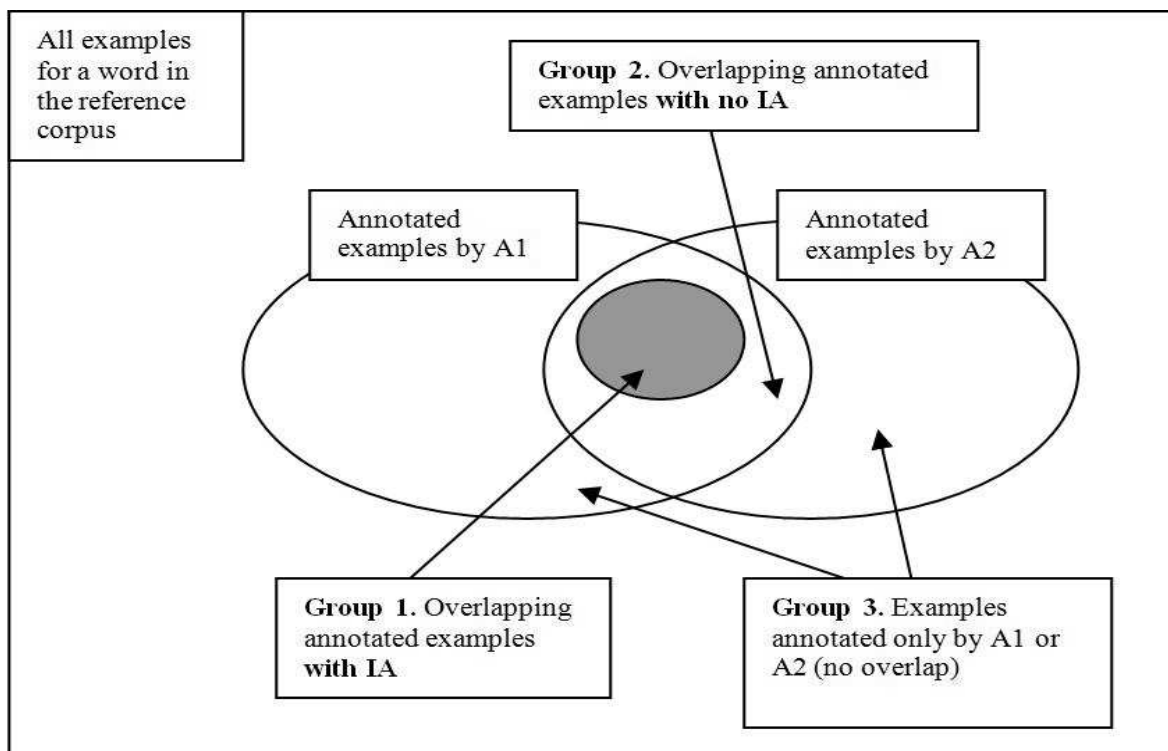 All examples
for a word in
the reference
corpus
Group 2. Overlapping annotated
examples with no IA
Annotated
examples by A1
Annotated
examples by A2
Group 1. Overlapping
annotated examples
with IA
Group 3. Examples
annotated only by A1 or
A2 (no overlap)